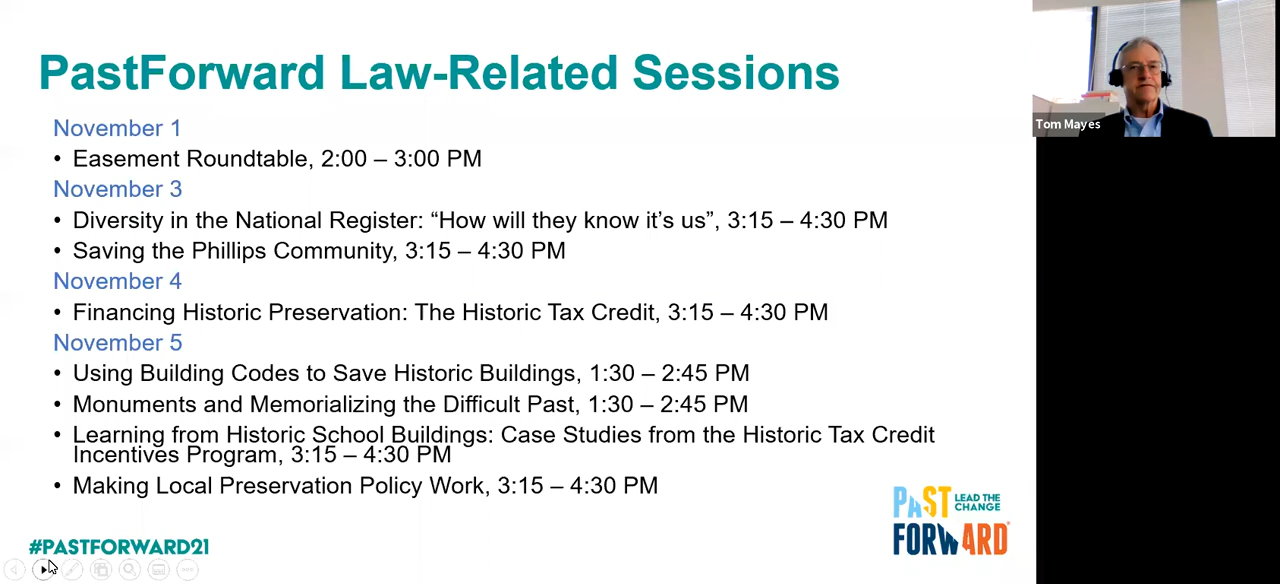 PastForward Law-Related Sessions
November 1
• Easement Roundtable, 2:00 – 3:00 PM
November 3
• Diversity in the National Register: “How will they know it’s us”, 3:15 – 4:30 PM
• Saving the Phillips Community, 3:15 – 4:30 PM
November 4
• Financing Historic Preservation: The Historic Tax Credit, 3:15 – 4:30 PM
November 5
• Using Building Codes to Save Historic Buildings, 1:30 – 2:45 PM
• Monuments and Memorializing the Difficult Past, 1:30 – 2:45 PM
• Learning from Historic School Buildings: Case Studies from the Historic Tax Credit
Incentives Program, 3:15 – 4:30 PM
• Making Local Preservation Policy Work, 3:15 – 4:30 PM
#PASTFORWARD21
PAST LEAD THE
CHANGE
FORWARD®
Tom Mayes